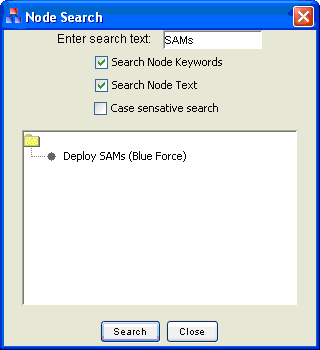 Node Search
Enter search text: SAMs
Search Node Keywords
Search Node Text
Case sensative search
Deploy SAMs (Blue Force)
Search Close